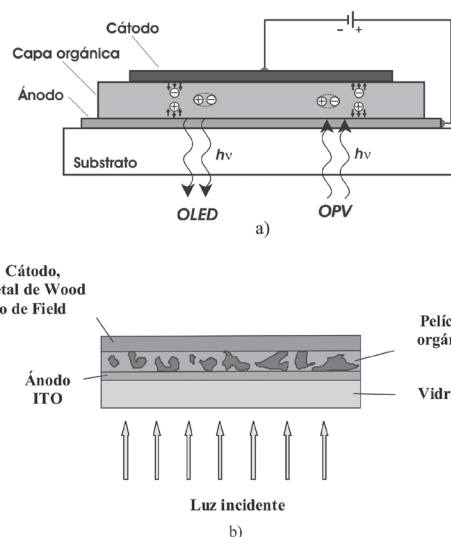 Cátodo
Capa orgánica
Ánodo
- +
Substrato
hν
hν
OLED
OPV
a)
Cátodo,
etal de Wood
o de Field
Pelíc
orgán
Ánodo
ITO
Vidri
Luz incidente
b)